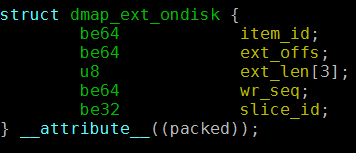 struct dmap_ext_ondisk {
        be64            item_id;
        be64            ext_offs;
        u8              ext_len[3];
        be64            wr_seq;
        be32            slice_id;
} __attribute__((packed));